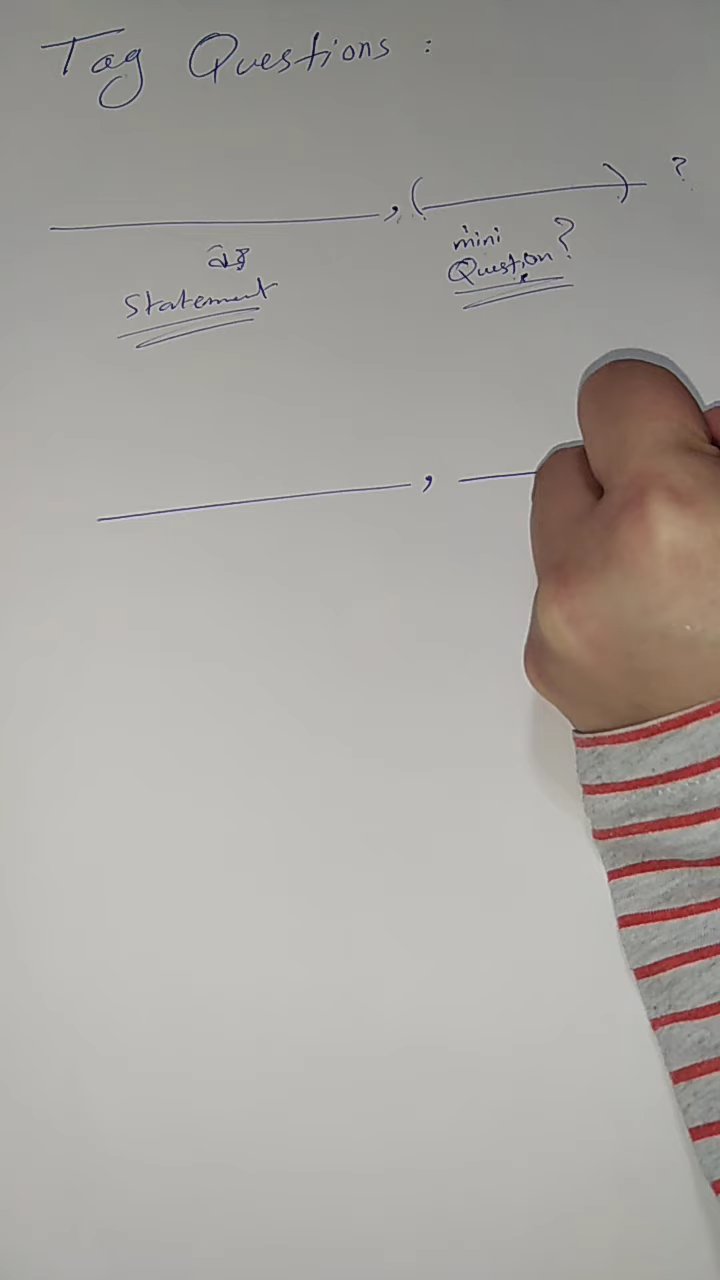 Tag Questions :
, ( ) ?
mini
Question?
Statement
,